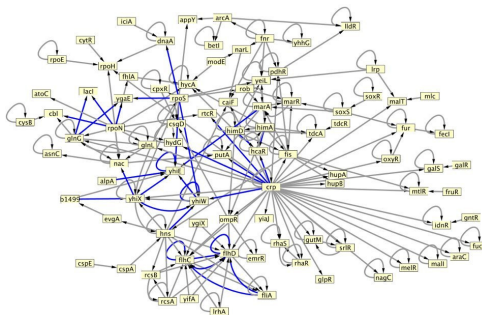 iciA
appY
arcA
lldR
cytR
dnaA
fnr
betI
yhhG
rpoE
rpoH
narL
modE
pdhR
fhlA
hycA
lrp
cpxR
yeiL
soxR
mlc
atoC
lacI
ygaE
rpoS
rob
caiF
marA
marR
malT
soxS
cbl
rtcR
csgD
tdcR
cysB
rpoN
himD
himA
tdcA
fur
fecI
glnG
glnL
hydG
hcaR
asnC
nac
putA
fis
oxyR
hupA
galS
galR
alpA
yhiE
crp
hupB
mtlR
fruR
b1499
yhiX
yhiW
idnR
gntR
evgA
ygiX
ompR
yiaJ
hns
rhaS
gutM
srlR
araC
fuc
cspE
cspA
flhC
flhD
emrR
rhaR
malI
rcsB
glpR
nagC
melR
rcsA
yifA
fliA
lrhA